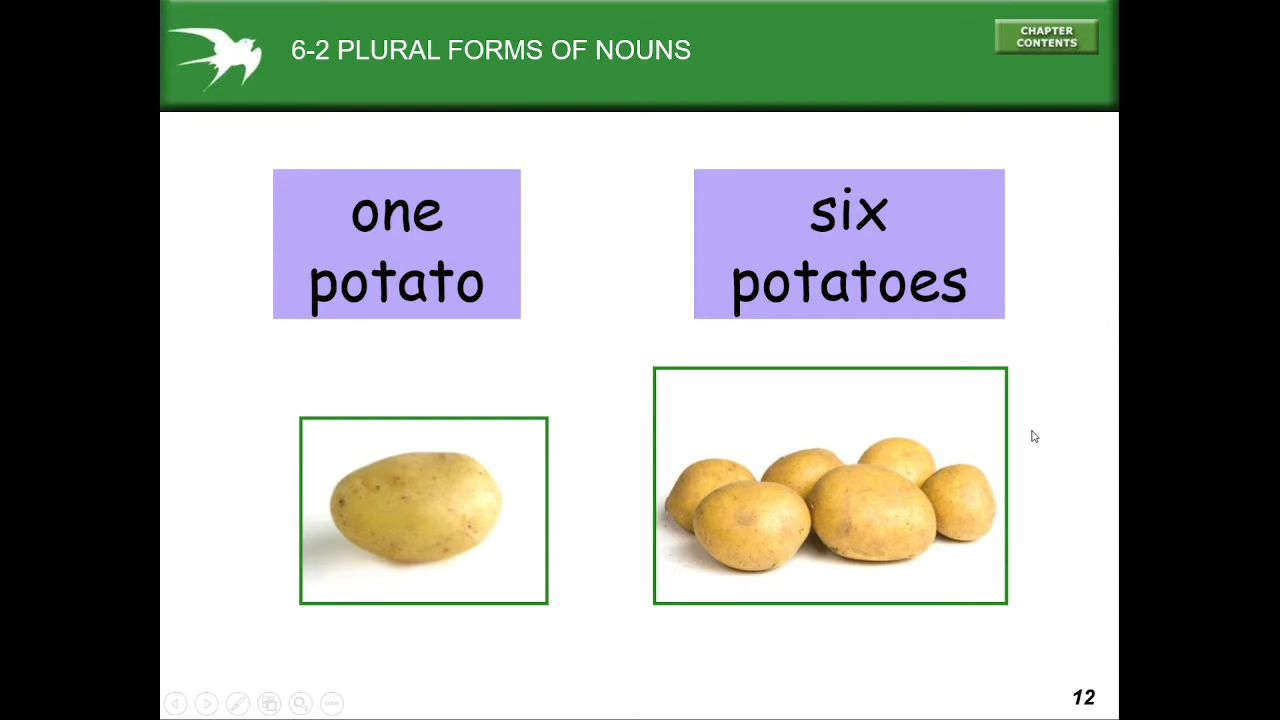 6-2 PLURAL FORMS OF NOUNS
CHAPTER
CONTENTS
one
potato
six
potatoes
12